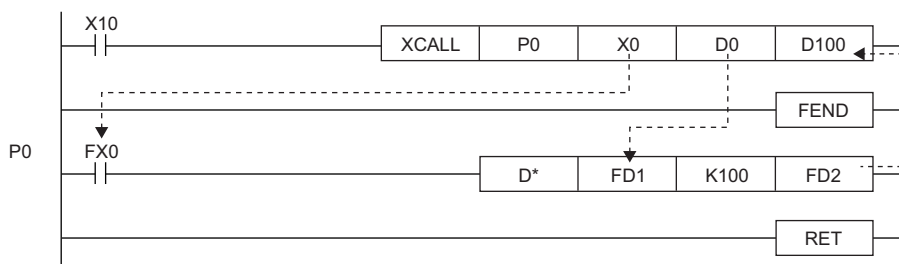 X10
XCALL P0 X0 D0 D100
FEND
P0 FX0
D* FD1 K100 FD2
RET